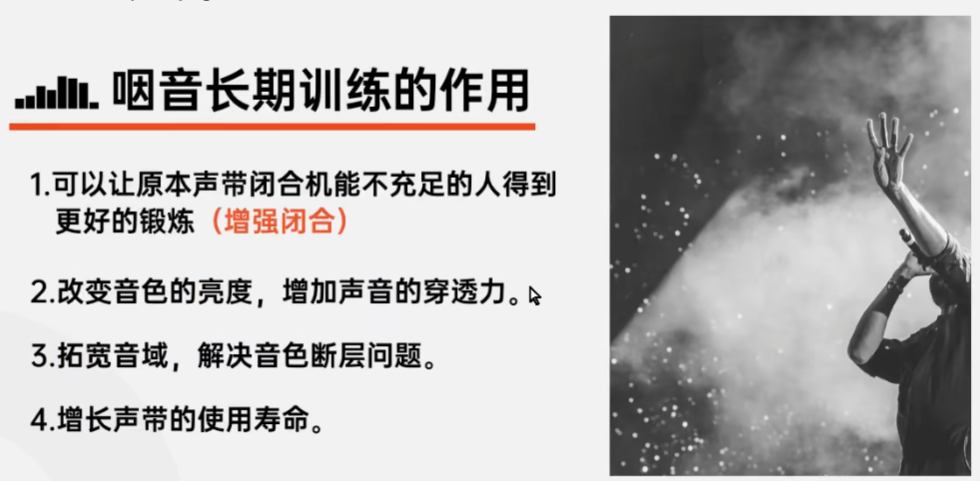 咽音长期训练的作用
1.可以让原本声带闭合机能不充足的人得到
更好的锻炼（增强闭合）
2.改变音色的亮度，增加声音的穿透力。
3.拓宽音域，解决音色断层问题。
4.增长声带的使用寿命。